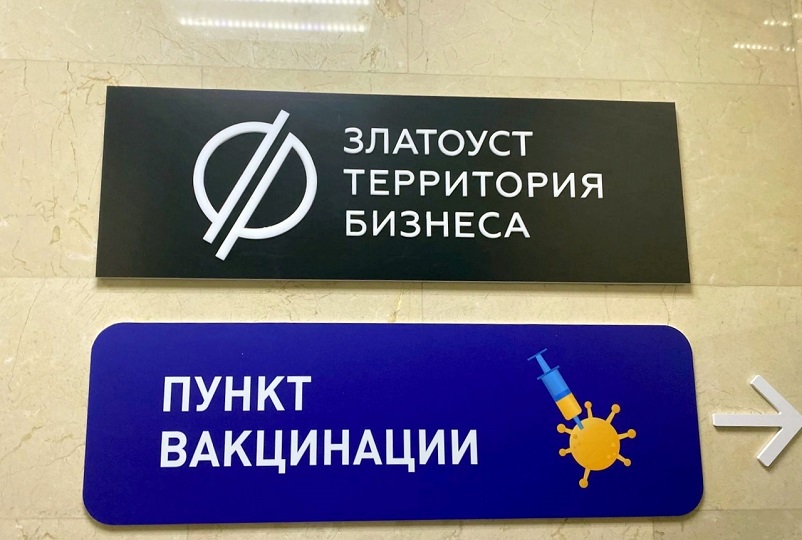 ЗЛАТОУСТ
ТЕРРИТОРИЯ
БИЗНЕСА
ПУНКТ
ВАКЦИНАЦИИ